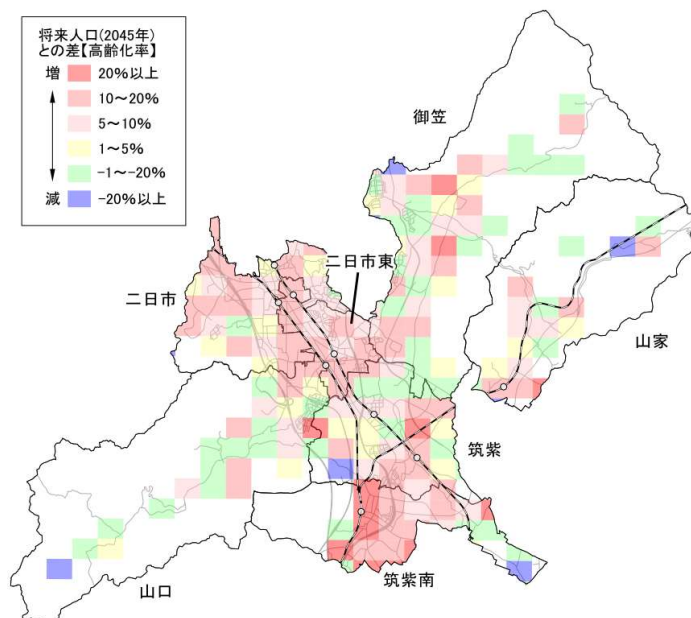 将来人口(2045年)
との差【高齢化率】
増 20%以上
10～20%
5～10%
1～5%
-1～-20%
減 -20%以上
御笠
二日市東
二日市
山家
筑紫
筑紫南
山口